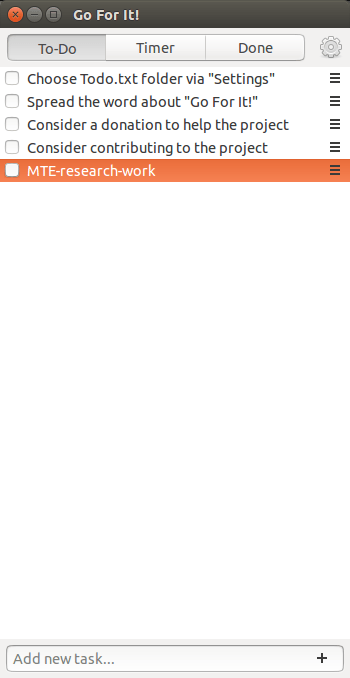 Go For It!
To-Do Timer Done
Choose Todo.txt folder via "Settings"
Spread the word about "Go For It!"
Consider a donation to help the project
Consider contributing to the project
MTE-research-work
Add new task...